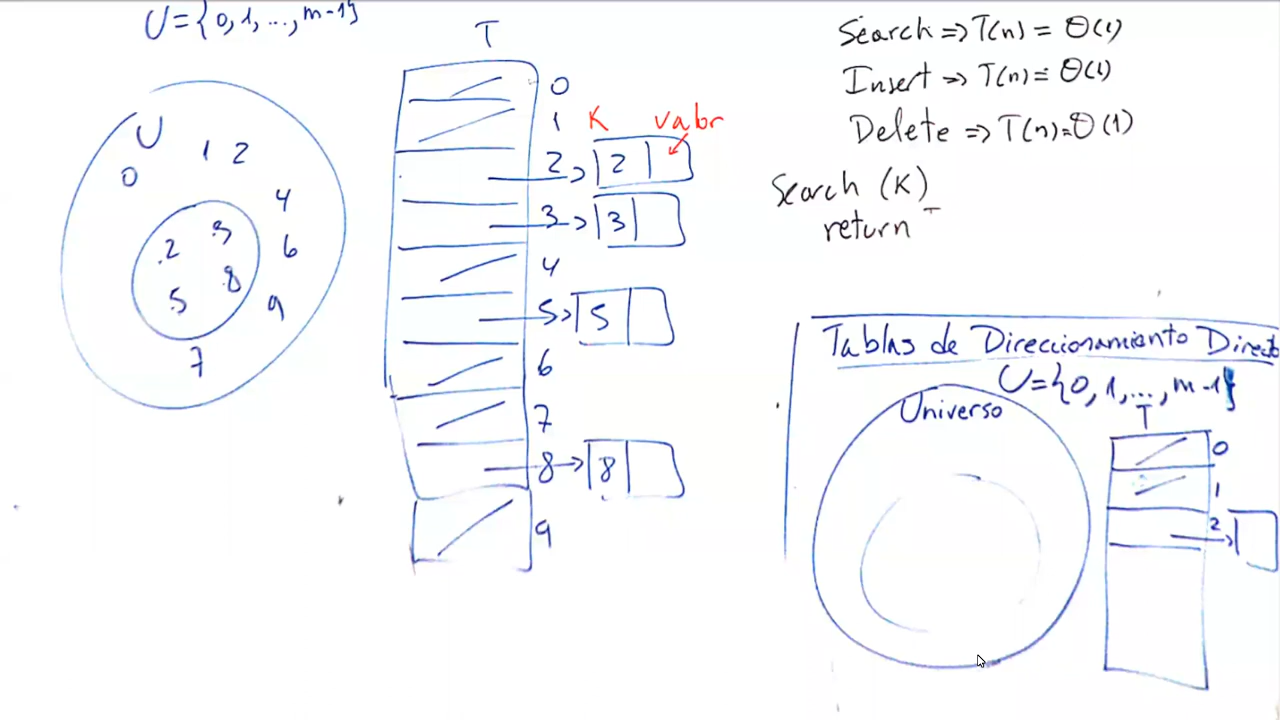 U={0,1,...,m-1}
T
U
0
1 2
4
6
9
7
.2
.3
.5
.8
0
1
K valor
2 2
3 3
4
5 5
6
7
8 8
9
Search => T(n) = Θ(1)
Insert => T(n) = Θ(1)
Delete => T(n)=Θ(1)
Search (K)
return
Tablas de Direccionamiento Directo
U={0,1,...,m-1}
Universo
T
0
1
2